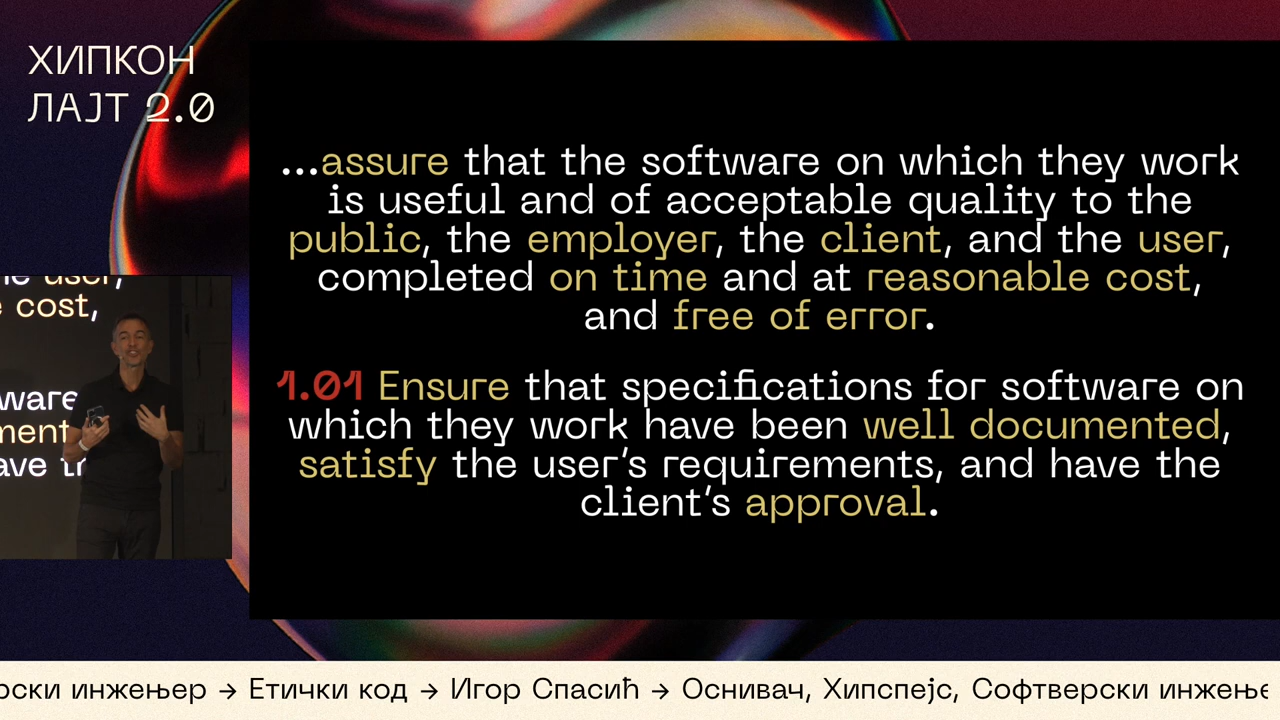 ХИПКОН
ЛАЈТ 2.0
...assure that the software on which they work
is useful and of acceptable quality to the
public, the employer, the client, and the user,
completed on time and at reasonable cost,
and free of error.
1.01 Ensure that specifications for software on
which they work have been well documented,
satisfy the user's requirements, and have the
client's approval.
cost,
ware
ment
ave
инжењер → Етички код → Игор Спасић → Оснивач, Хипспејс, Софтверски инжење